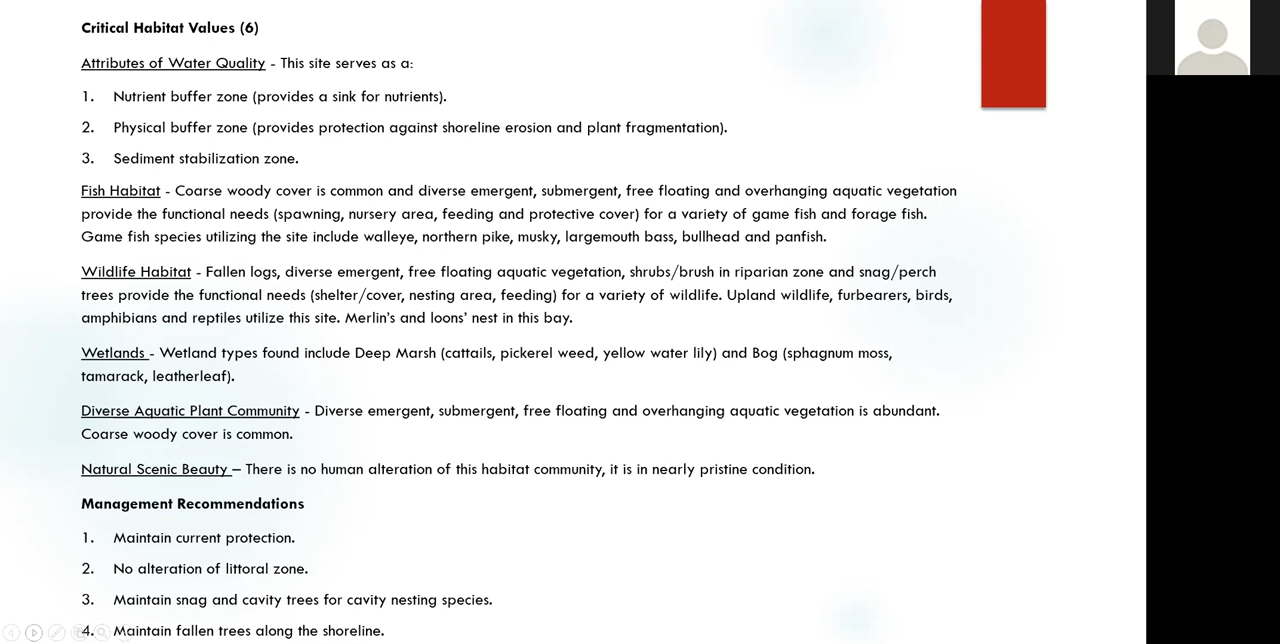 Critical Habitat Values (6)
Attributes of Water Quality - This site serves as a:
1. Nutrient buffer zone (provides a sink for nutrients).
2. Physical buffer zone (provides protection against shoreline erosion and plant fragmentation).
3. Sediment stabilization zone.
Fish Habitat - Coarse woody cover is common and diverse emergent, submergent, free floating and overhanging aquatic vegetation
provide the functional needs (spawning, nursery area, feeding and protective cover) for a variety of game fish and forage fish.
Game fish species utilizing the site include walleye, northern pike, musky, largemouth bass, bullhead and panfish.
Wildlife Habitat - Fallen logs, diverse emergent, free floating aquatic vegetation, shrubs/brush in riparian zone and snag/perch
trees provide the functional needs (shelter/cover, nesting area, feeding) for a variety of wildlife. Upland wildlife, furbearers, birds,
amphibians and reptiles utilize this site. Merlin's and loons' nest in this bay.
Wetlands - Wetland types found include Deep Marsh (cattails, pickerel weed, yellow water lily) and Bog (sphagnum moss,
tamarack, leatherleaf).
Diverse Aquatic Plant Community - Diverse emergent, submergent, free floating and overhanging aquatic vegetation is abundant.
Coarse woody cover is common.
Natural Scenic Beauty – There is no human alteration of this habitat community, it is in nearly pristine condition.
Management Recommendations
1. Maintain current protection.
2. No alteration of littoral zone.
3. Maintain snag and cavity trees for cavity nesting species.
4. Maintain fallen trees along the shoreline.